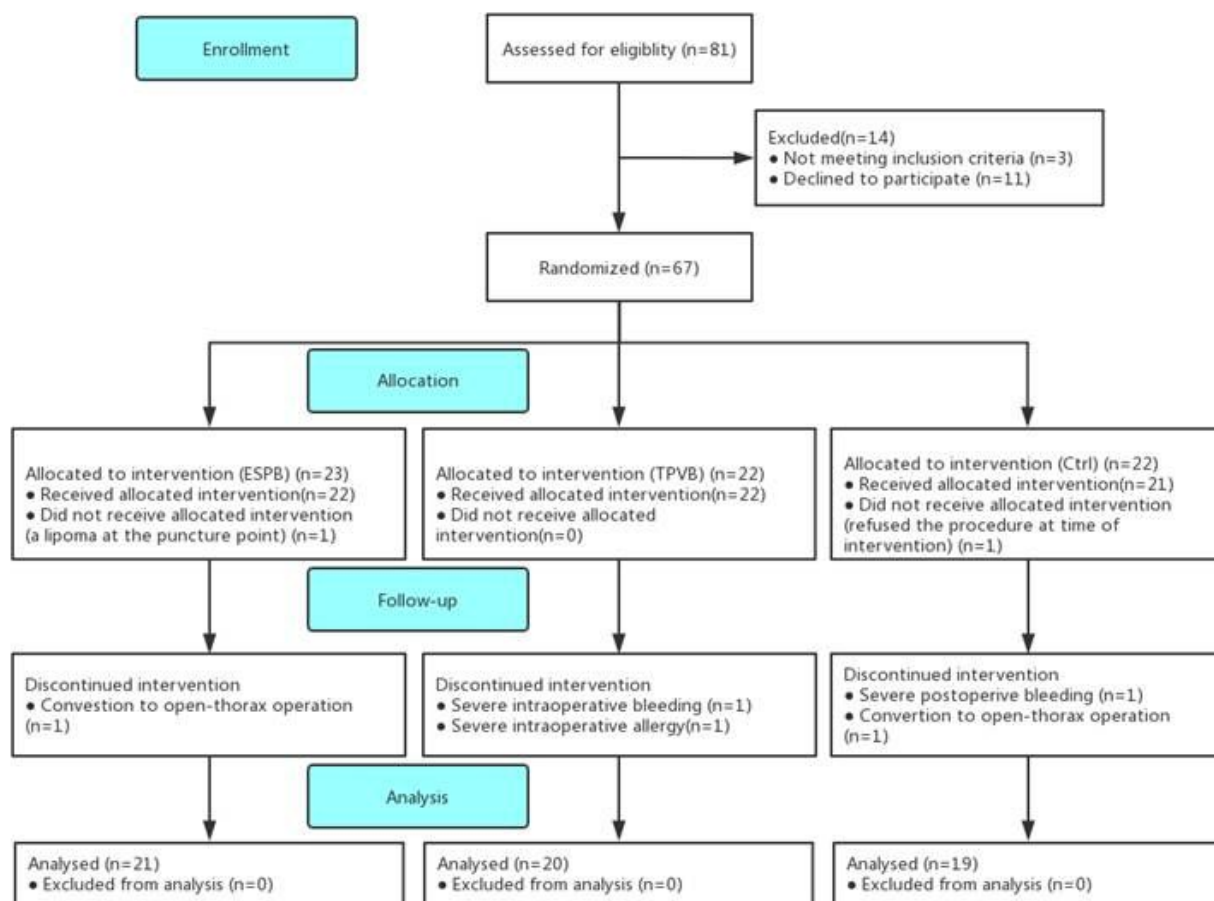 Enrollment
Assessed for eligiblity (n=81)
Excluded(n=14)
● Not meeting inclusion criteria (n=3)
● Declined to participate (n=11)
Randomized (n=67)
Allocation
Allocated to intervention (ESPB) (n=23)
● Received allocated intervention(n=22)
● Did not receive allocated intervention
(a lipoma at the puncture point) (n=1)
Allocated to intervention (TPVB) (n=22)
● Received allocated intervention(n=22)
● Did not receive allocated
intervention(n=0)
Allocated to intervention (Ctrl) (n=22)
● Received allocated intervention(n=21)
● Did not receive allocated intervention
(refused the procedure at time of
intervention) (n=1)
Follow-up
Discontinued intervention
● Convestion to open-thorax operation
(n=1)
Discontinued intervention
● Severe intraoperative bleeding (n=1)
● Severe intraoperative allergy(n=1)
Discontinued intervention
● Severe postoperive bleeding (n=1)
● Convertion to open-thorax operation
(n=1)
Analysis
Analysed (n=21)
● Excluded from analysis (n=0)
Analysed (n=20)
● Excluded from analysis (n=0)
Analysed (n=19)
● Excluded from analysis (n=0)